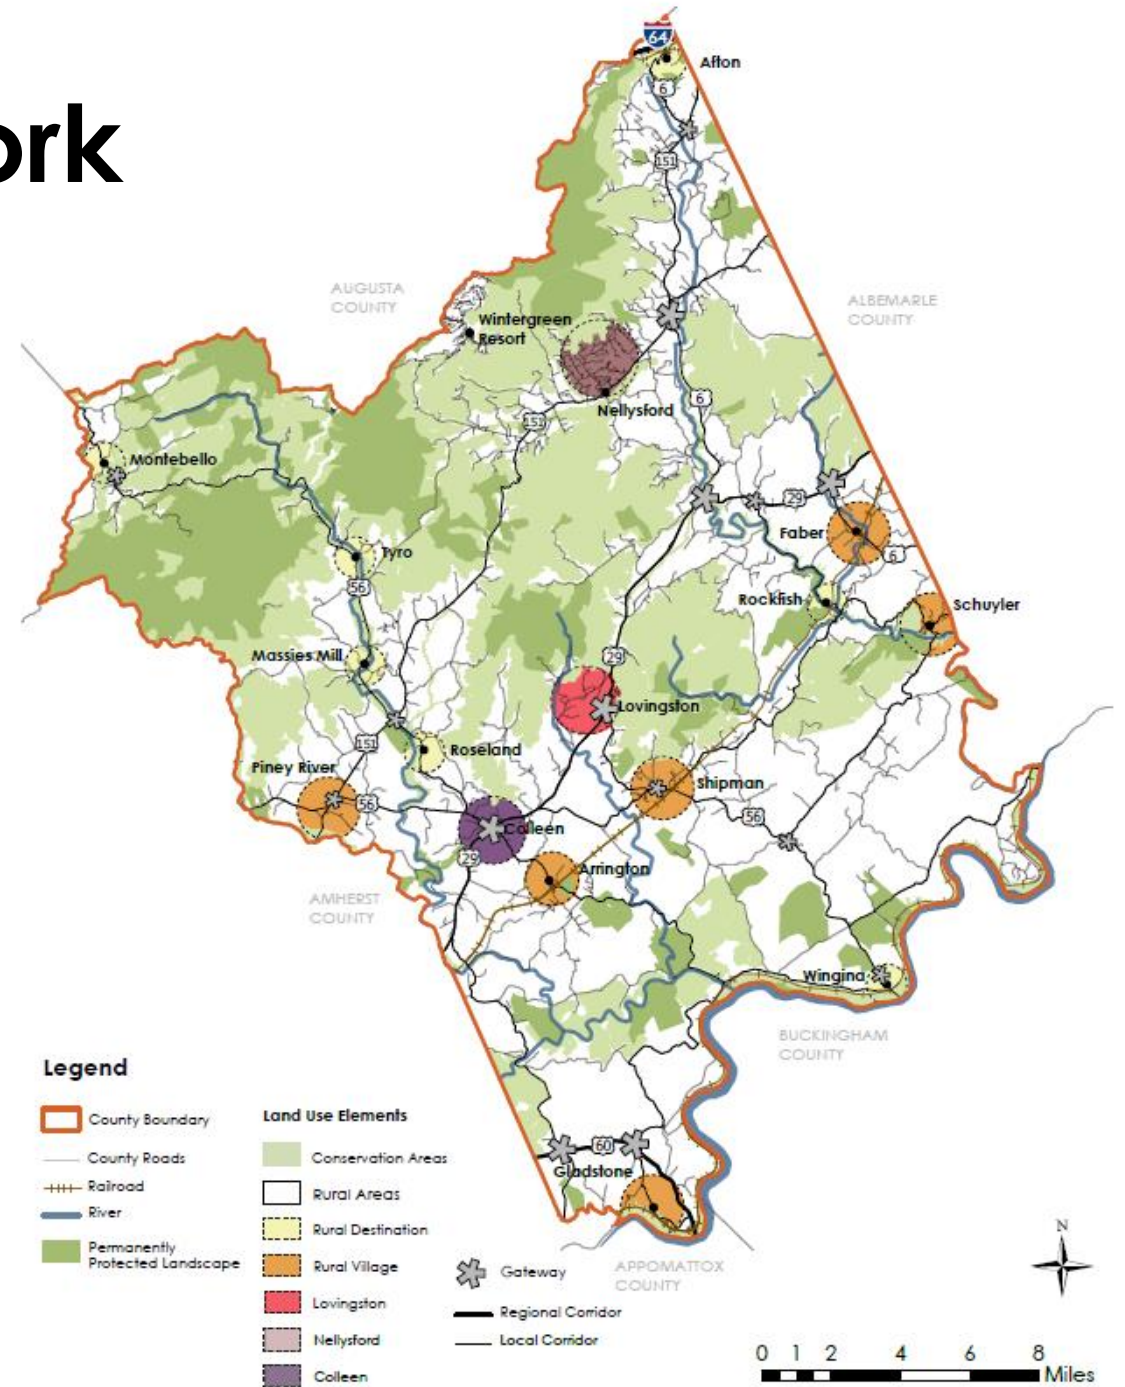 ork
64
Afton
6
151
AUGUSTA
COUNTY
ALBEMARLE
COUNTY
Wintergreen
Resort
6
Nellysford
151
Montebello
29
Faber
Tyro
6
56
Rockfish
Schuyler
Massies Mill
29
Lovingston
151
Roseland
Piney River
Shipman
56
56
Colleen
29
Arrington
AMHERST
COUNTY
Wingina
BUCKINGHAM
COUNTY
60
Gladstone
APPOMATTOX
COUNTY
Legend
County Boundary
County Roads
Railroad
River
Permanently
Protected Landscape
Land Use Elements
Conservation Areas
Rural Areas
Rural Destination
Rural Village
Lovingston
Nellysford
Colleen
Gateway
Regional Corridor
Local Corridor
N
0 1 2 4 6 8
Miles